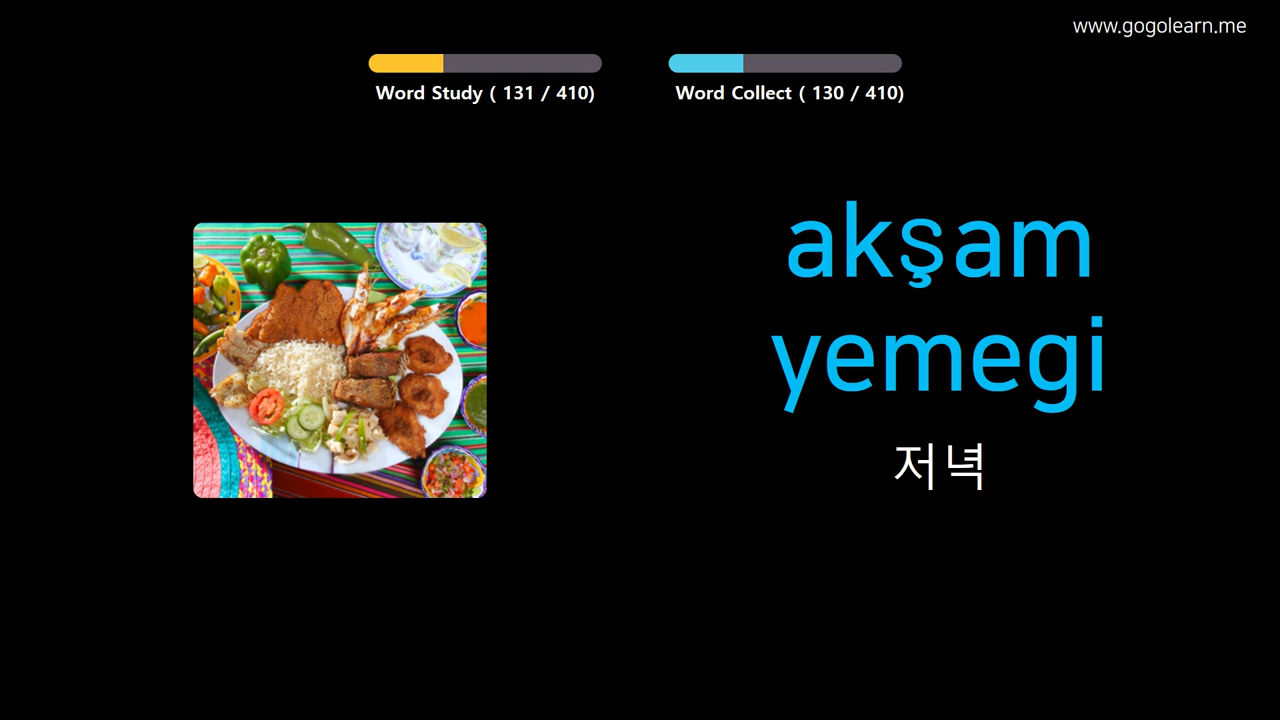 www.gogolearn.me
Word Study ( 131 / 410)
Word Collect ( 130 / 410)
akşam
yemegi
저녁